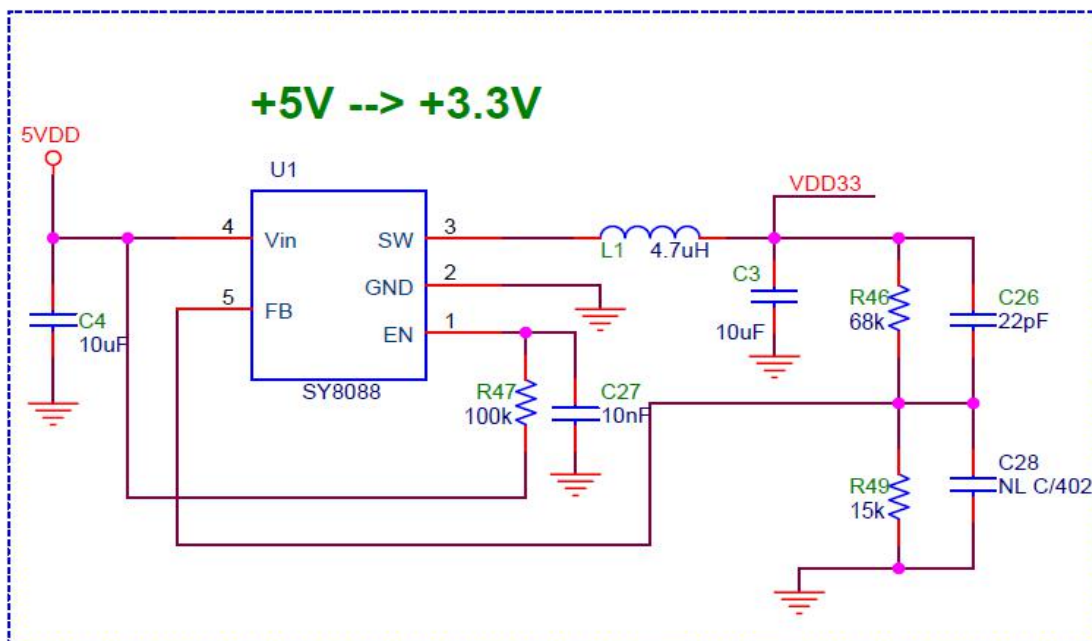 +5V --> +3.3V
5VDD
U1
VDD33
4
Vin
SW
3
L1
4.7uH
GND
2
C3
5
FB
EN
1
R46
68k
C26
22pF
C4
10uF
10uF
SY8088
R47
100k
C27
10nF
C28
NL C/402
R49
15k